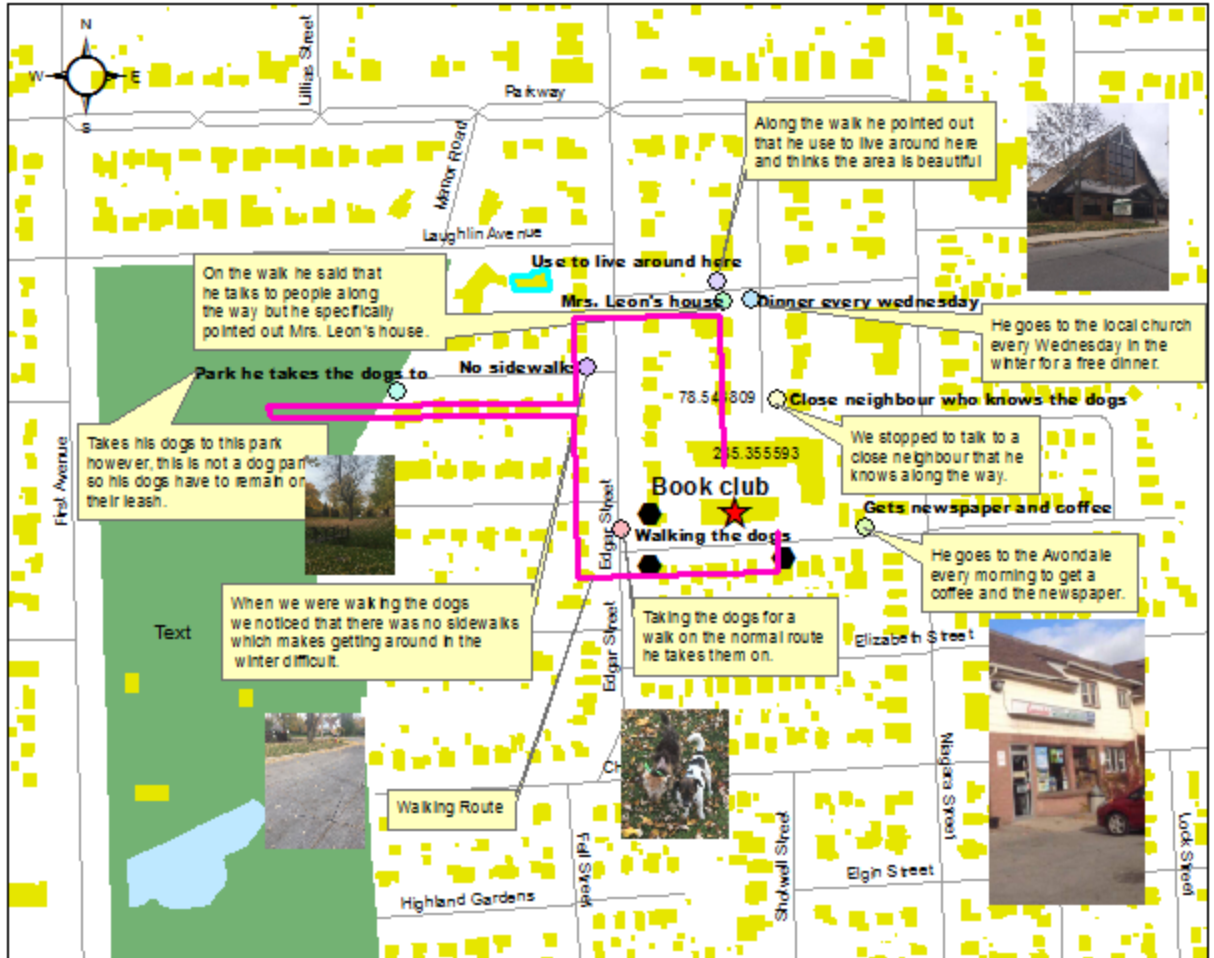 N
W
E
S
Lillias Street
Parkway
Manor Road
Laughlin Avenue
Along the walk he pointed out
that he use to live around here
and thinks the area is beautiful
Use to live around here
On the walk he said that
he talks to people along
the way but he specifically
pointed out Mrs. Leon's house.
Mrs. Leon's house
Dinner every wednesday
He goes to the local church
every Wednesday in the
winter for a free dinner.
No sidewalks
Park he takes the dogs to
Close neighbour who knows the dogs
Takes his dogs to this park
however, this is not a dog park
so his dogs have to remain on
their leash.
First Avenue
We stopped to talk to a
close neighbour that he
knows along the way.
Book club
Gets newspaper and coffee
Edgar Street
Walking the dogs
He goes to the Avondale
every morning to get a
coffee and the newspaper.
When we were walking the dogs
we noticed that there was no sidewalks
which makes getting around in the
winter difficult.
Text
Edgar Street
Taking the dogs for a
walk on the normal route
he takes them on.
Elizabeth Street
Ch
Walking Route
Niagara Street
Fell Street
Shotwell Street
Lock Street
Elgin Street
Highland Gardens